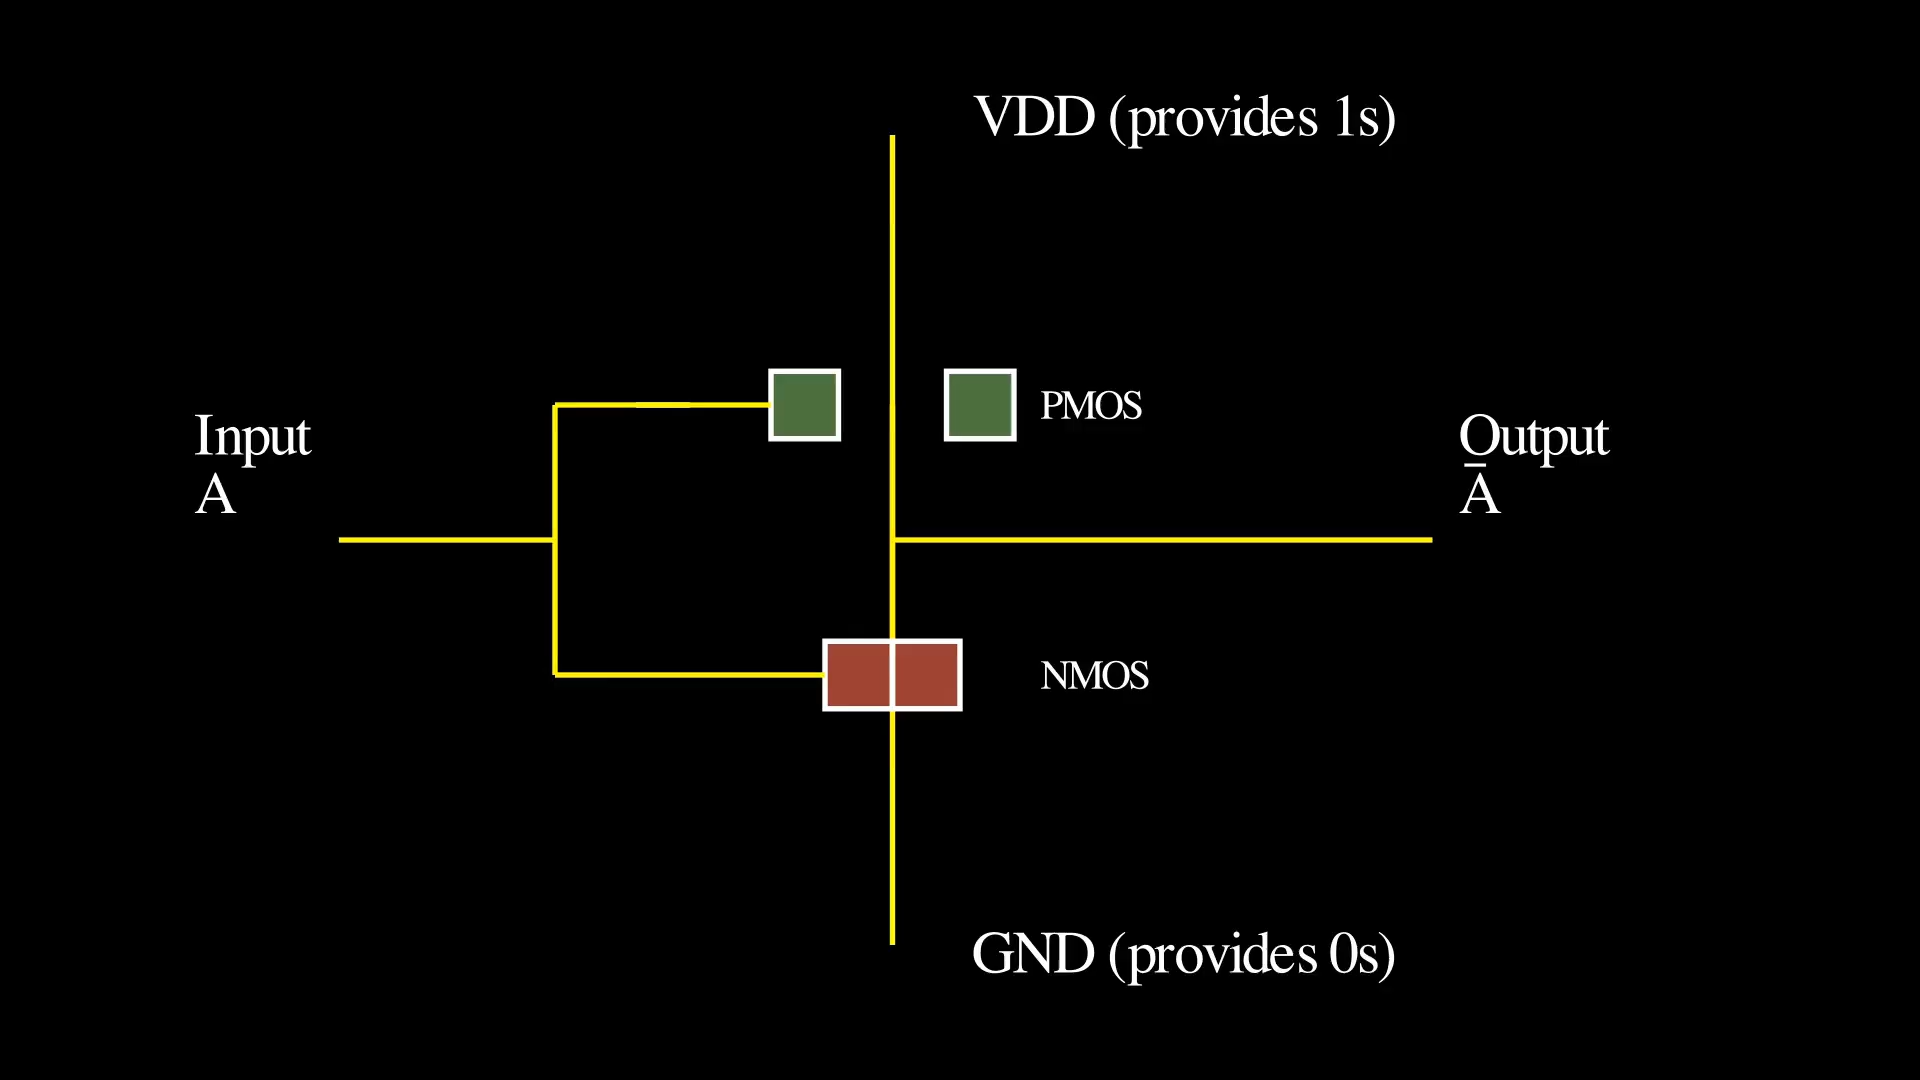 VDD (provides 1s)
PMOS
Input
A
Output
Ā
NMOS
GND (provides 0s)